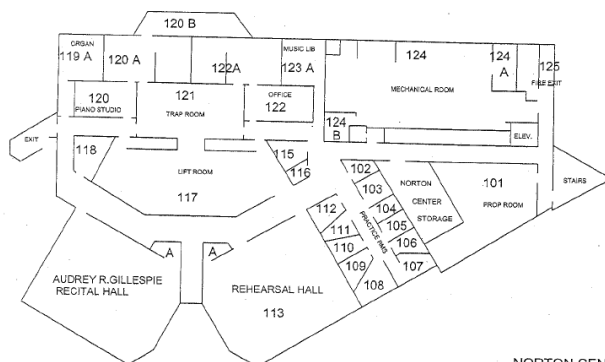 120 B
ORGAN
119 A
120 A
122A
MUSIC LIB
123 A
124
124
A
125
FIRE EXIT
MECHANICAL ROOM
120
PIANO STUDIO
121
TRAP ROOM
OFFICE
122
124
B
ELEV.
EXIT
118
LIFT ROOM
117
115
116
102
103
104
105
106
107
PRACTICE RMS
NORTON
CENTER
STORAGE
101
PROP ROOM
STAIRS
112
111
110
109
108
A
A
AUDREY R.GILLESPIE
RECITAL HALL
REHEARSAL HALL
113